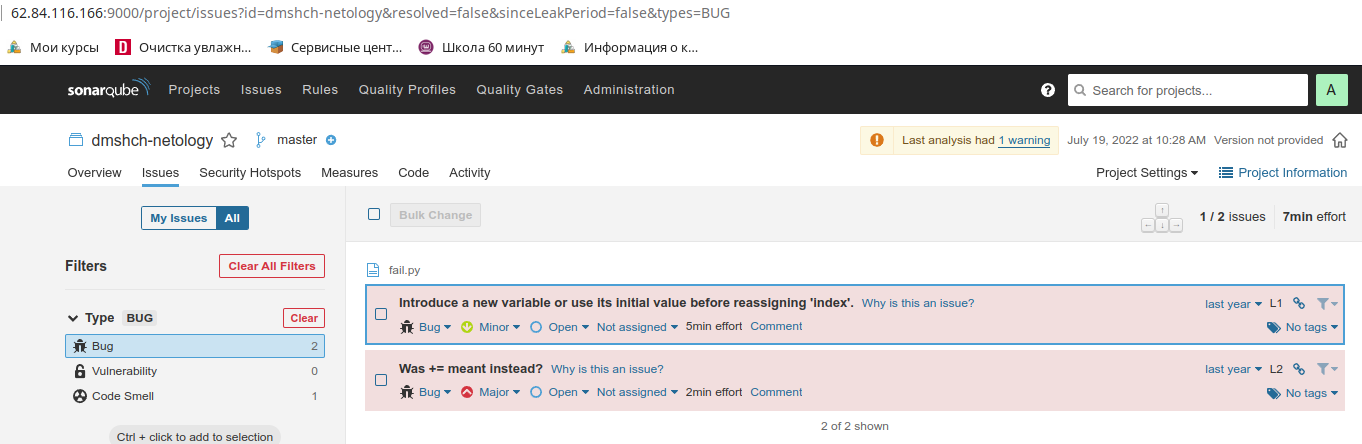 62.84.116.166:9000/project/issues?id=dmshch-netology&resolved=false&sinceLeakPeriod=false&types=BUG
Мои курсы Очистка увлажн... Сервисные цент... Школа 60 минут Информация о к...
sonarqube Projects Issues Rules Quality Profiles Quality Gates Administration ? Search for projects... A
dmshch-netology master Last analysis had 1 warning July 19, 2022 at 10:28 AM Version not provided
Overview Issues Security Hotspots Measures Code Activity Project Settings Project Information
My Issues All Bulk Change 1 / 2 issues 7min effort
Filters Clear All Filters
fail.py
Type BUG Clear
Bug 2
Vulnerability 0
Code Smell 1
Ctrl + click to add to selection
Introduce a new variable or use its initial value before reassigning 'index'. Why is this an issue? last year L1
Bug Minor Open Not assigned 5min effort Comment No tags
Was += meant instead? Why is this an issue? last year L2
Bug Major Open Not assigned 2min effort Comment No tags
2 of 2 shown